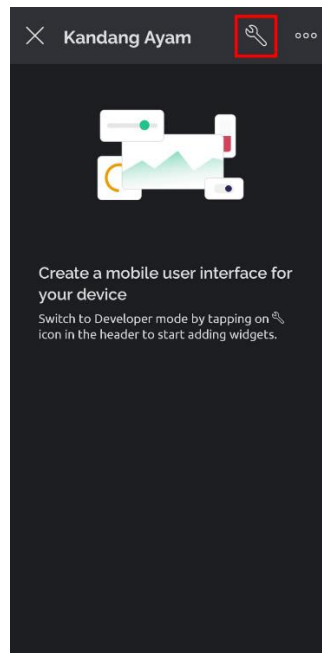 Kandang Ayam
Create a mobile user interface for
your device
Switch to Developer mode by tapping on
icon in the header to start adding widgets.